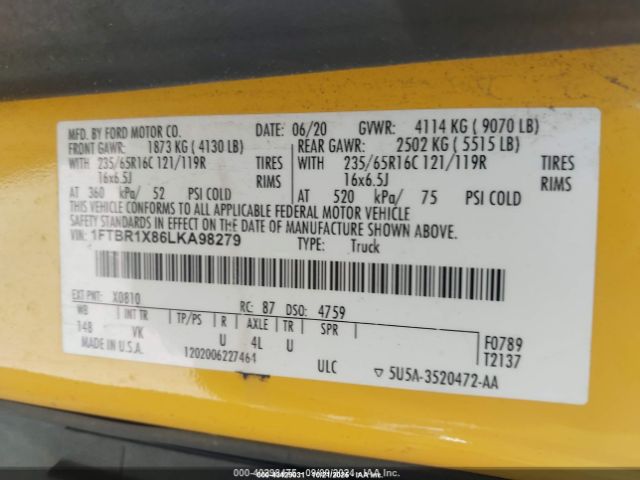 MFD. BY FORD MOTOR CO. DATE: 06/20 GVWR: 4114 KG ( 9070 LB)
FRONT GAWR: 1873 KG ( 4130 LB) REAR GAWR: 2502 KG ( 5515 LB)
WITH 235/65R16C 121/119R TIRES WITH 235/65R16C 121/119R TIRES
16x6.5J RIMS 16x6.5J RIMS
AT 360 kPa/ 52 PSI COLD AT 520 kPa/ 75 PSI COLD
THIS VEHICLE CONFORMS TO ALL APPLICABLE FEDERAL MOTOR VEHICLE
SAFETY STANDARDS IN EFFECT ON THE DATE OF MANUFACTURE SHOWN ABOVE.
VIN: 1FTBR1X86LKA98279 TYPE: Truck
EXT PNT: X0810 RC: 87 DSO: 4759
WB INT TR TP/PS R AXLE TR SPR F0789
148 VK U 4L U T2137
MADE IN U.S.A. 1202006227464 ULC ▽ 5U5A-3520472-AA
10/21/2025